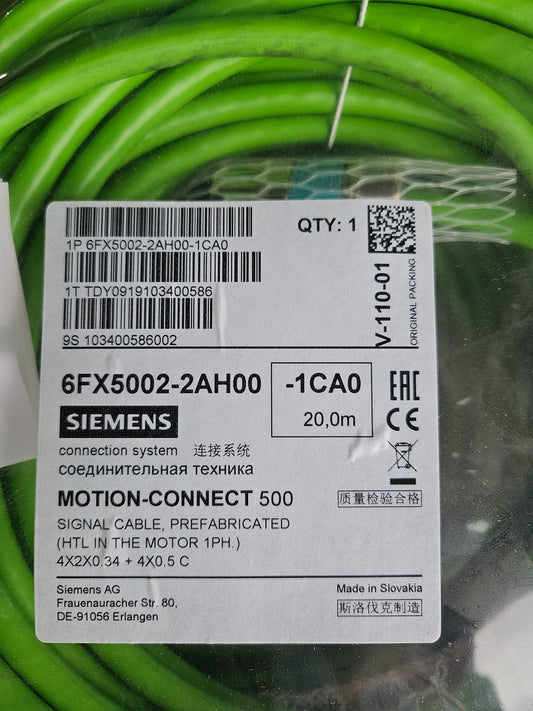 1P 6FX5002-2AH00-1CA0
QTY: 1
1T TDY0919103400586
9S 103400586002
V-110-01
ORIGINAL PACKING
6FX5002-2AH00
-1CA0
20,0m
EAC
CE
SIEMENS
connection system 连接系统
соединительная техника
MOTION-CONNECT 500
质量检验合格
SIGNAL CABLE, PREFABRICATED
(HTL IN THE MOTOR 1PH.)
4X2X0.34 + 4X0.5 C
Siemens AG
Frauenauracher Str. 80,
DE-91056 Erlangen
Made in Slovakia
斯洛伐克制造